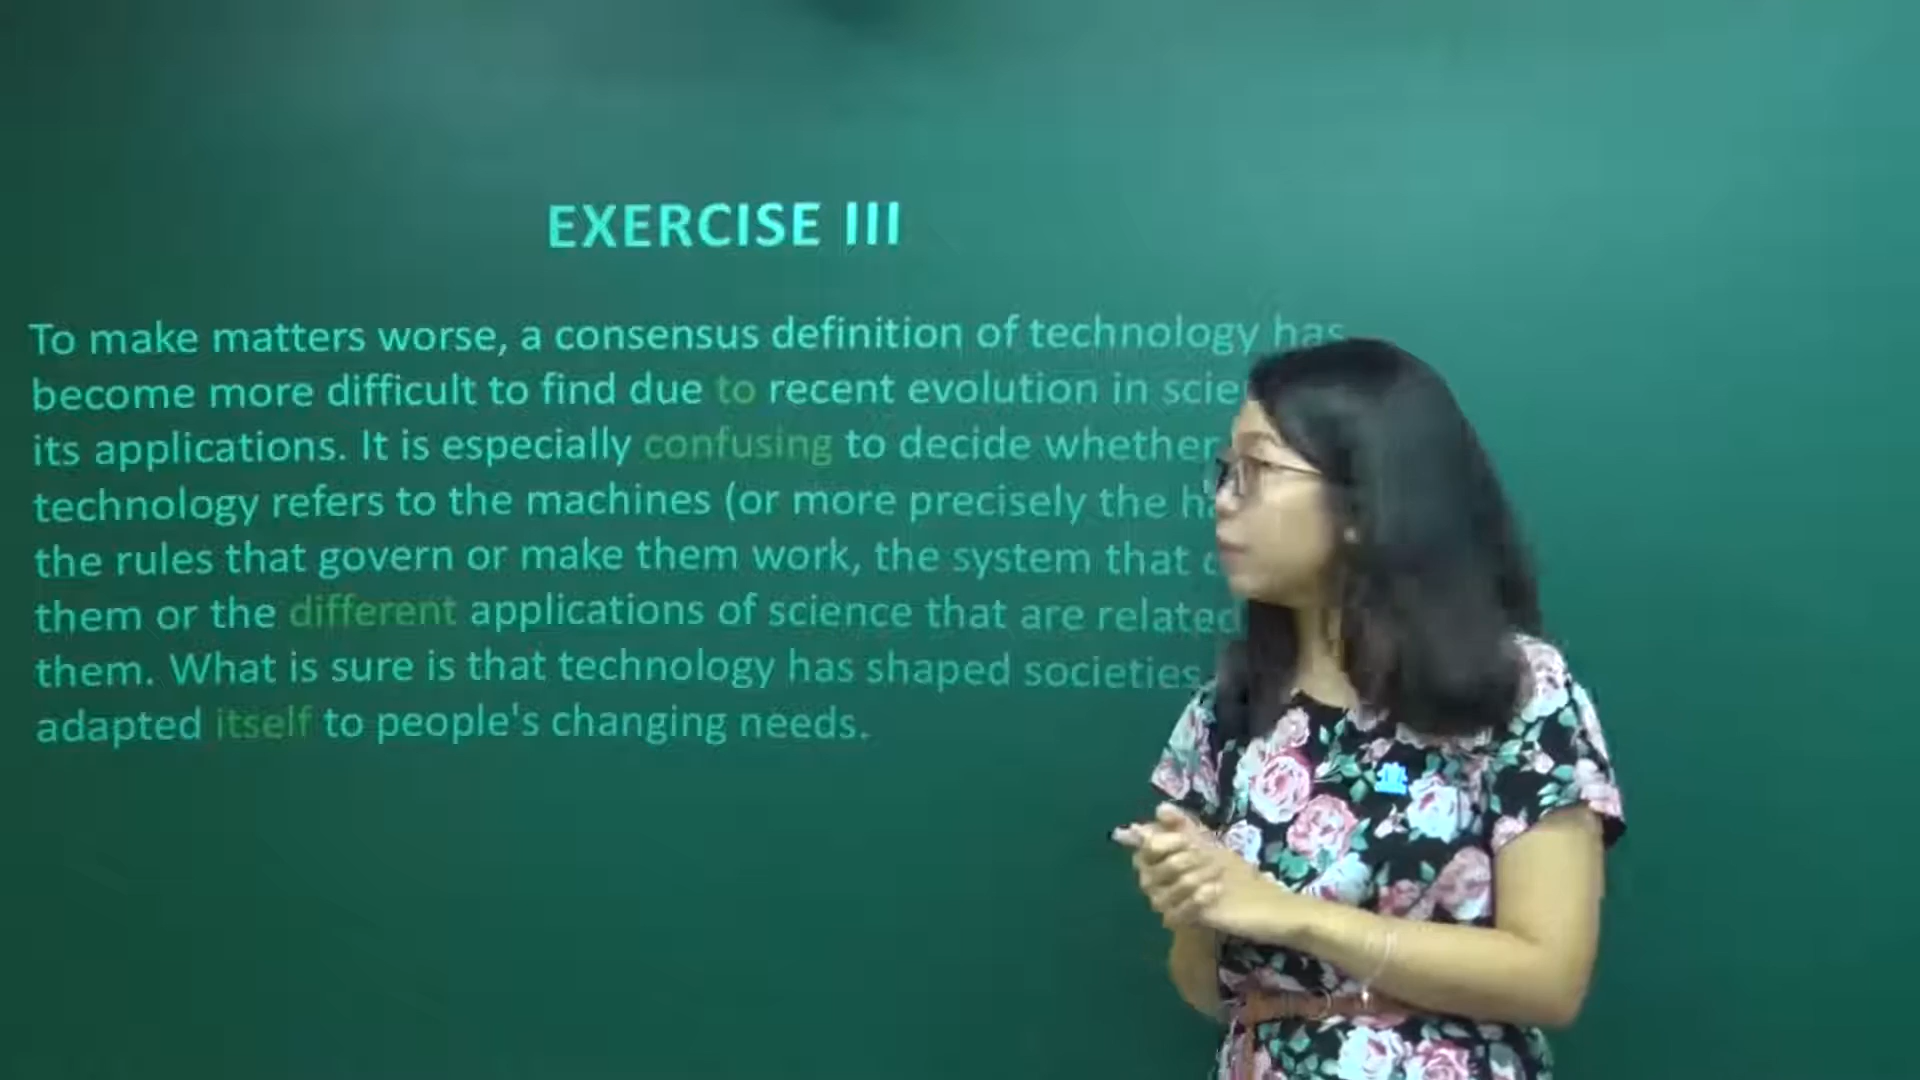 EXERCISE III
To make matters worse, a consensus definition of technology has
become more difficult to find due to recent evolution in
its applications. It is especially confusing to decide whether
technology refers to the machines (or more precisely the
the rules that govern or make them work, the system that
them or the different applications of science that are related
them. What is sure is that technology has shaped societies
adapted itself to people's changing needs.